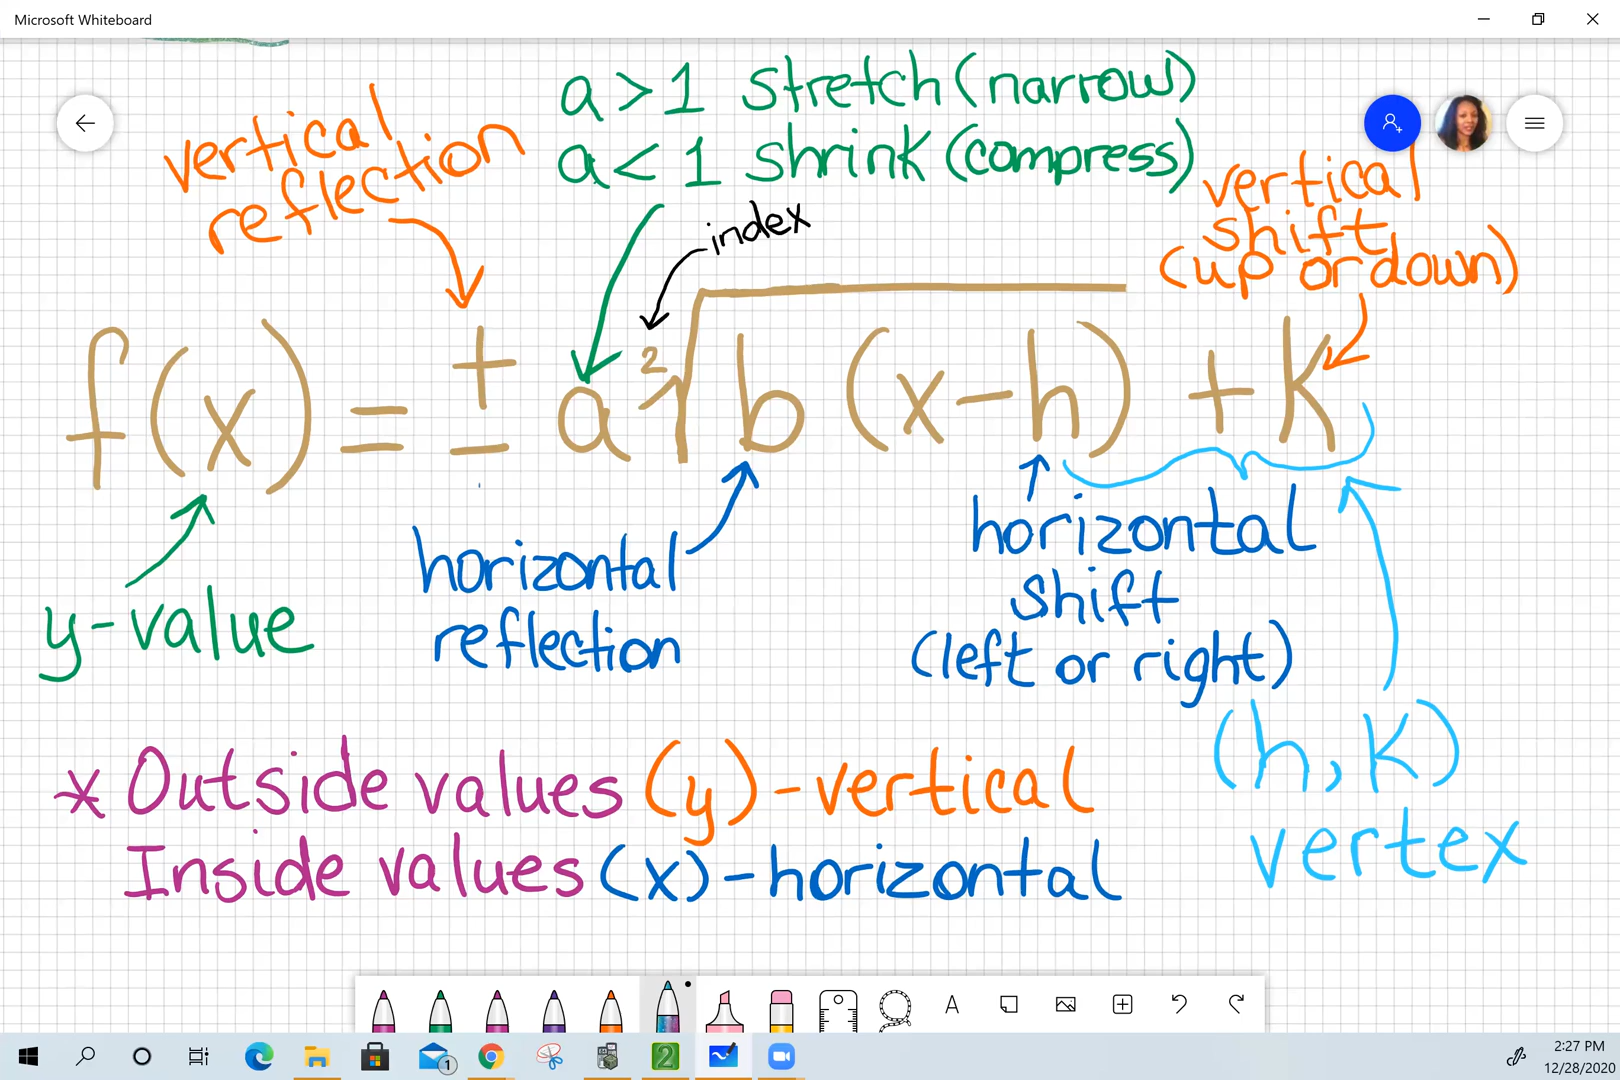 Microsoft Whiteboard
a > 1 stretch (narrow)
a < 1 shrink (compress)
vertical
reflection
index
vertical
shift
(up or down)
f(x) = ± a ²√b (x-h) + k
y-value
horizontal
reflection
horizontal
shift
(left or right)
(h, k)
vertex
* Outside values (y) - vertical
Inside values (x) - horizontal
A
1
2
2:27 PM
12/28/2020